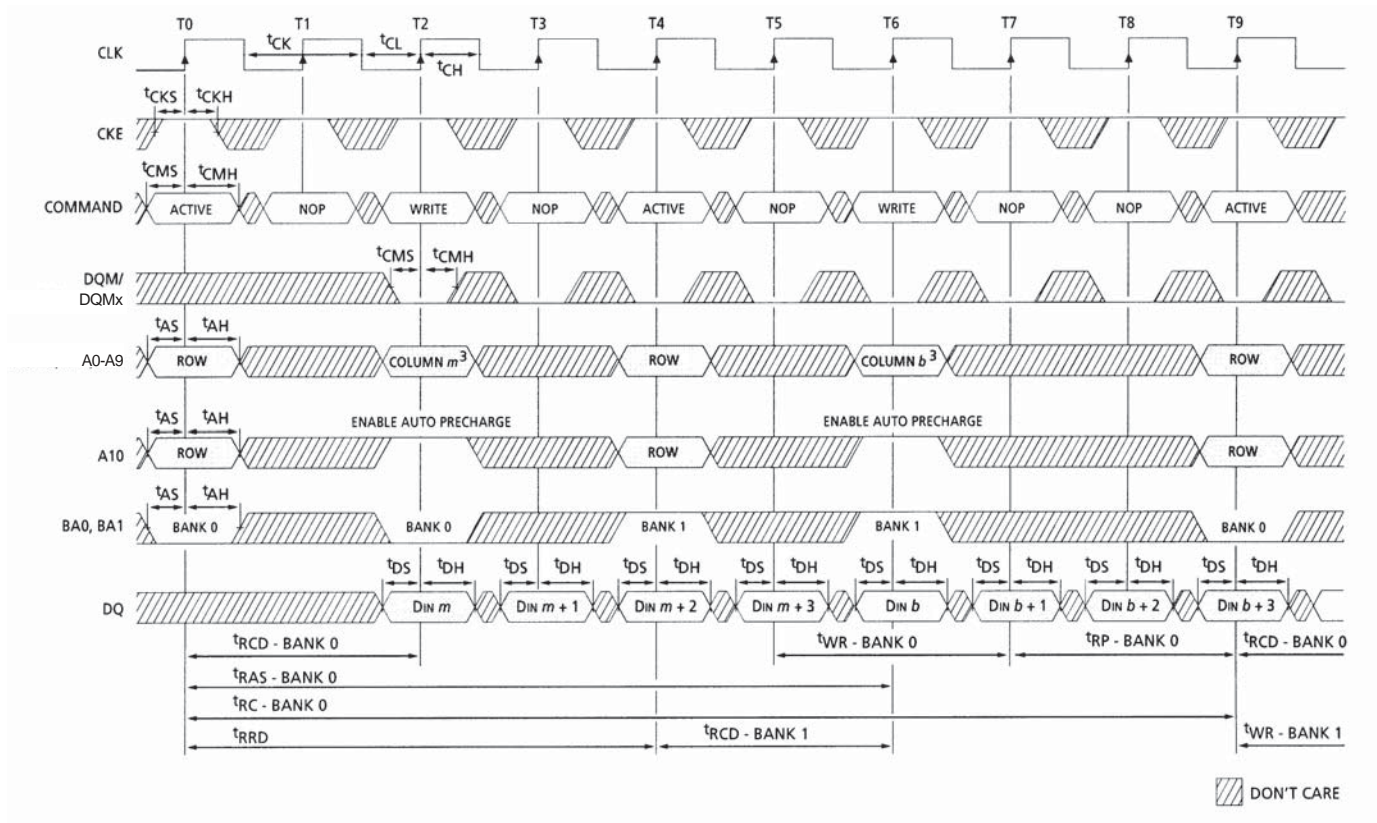 T0 T1 T2 T3 T4 T5 T6 T7 T8 T9
CLK
tCK tCL
tCH
tCKS tCKH
CKE
tCMS tCMH
COMMAND ACTIVE NOP WRITE NOP ACTIVE NOP WRITE NOP NOP ACTIVE
tCMS tCMH
DQM/
DQMx
tAS tAH
A0-A9 ROW COLUMN m3 ROW COLUMN b3 ROW
tAS tAH ENABLE AUTO PRECHARGE ENABLE AUTO PRECHARGE
A10 ROW ROW ROW
tAS tAH
BA0, BA1 BANK 0 BANK 0 BANK 1 BANK 1 BANK 0
tDS tDH tDS tDH tDS tDH tDS tDH tDS tDH tDS tDH tDS tDH tDS tDH
DQ DIN m DIN m + 1 DIN m + 2 DIN m + 3 DIN b DIN b + 1 DIN b + 2 DIN b + 3
tRCD - BANK 0 tWR - BANK 0 tRP - BANK 0 tRCD - BANK 0
tRAS - BANK 0
tRC - BANK 0
tRRD tRCD - BANK 1 tWR - BANK 1
DON'T CARE